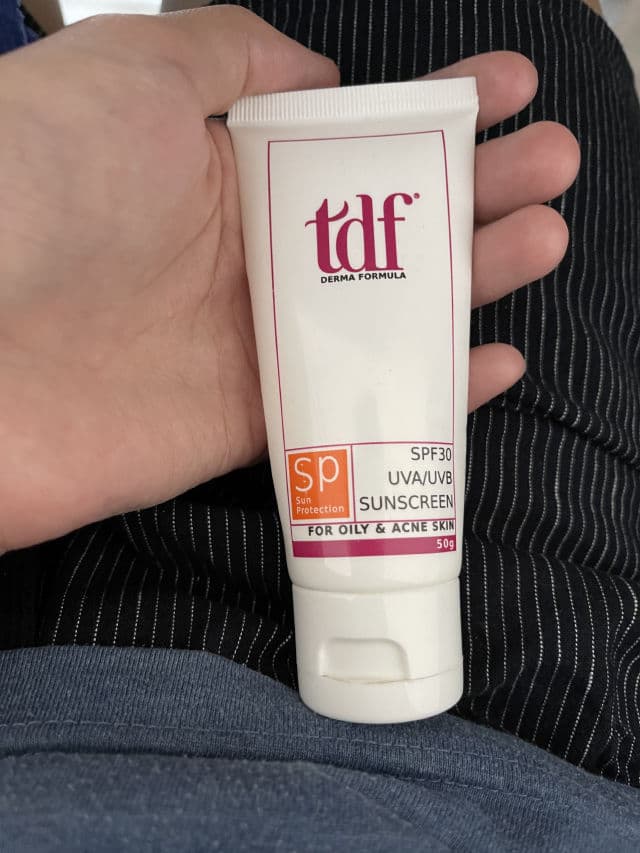 tdf®
DERMA FORMULA
Sp
Sun
Protection
SPF30
UVA/UVB
SUNSCREEN
FOR OILY & ACNE SKIN
50g